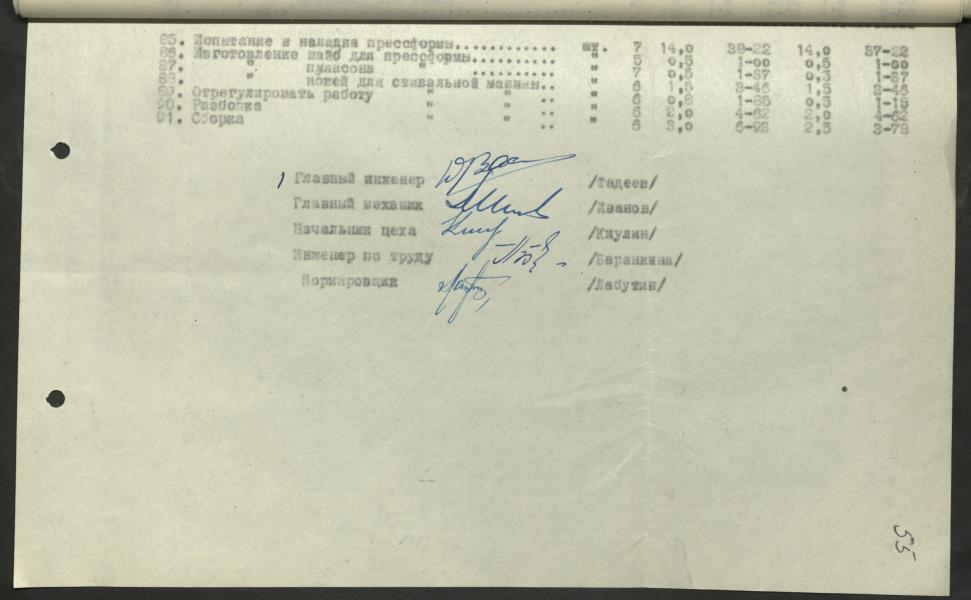 85. Испытание и наладка прессформы............ шт. 7 14,0 38-22 14,0 37-22
86. Изготовление шайб для прессформы........... " 5 0,5 1-00 0,5 1-00
87. " пуансона " ........... " 7 0,5 1-87 0,3 1-87
88. " ножей для сшивальной машины.. " 6 1,5 3-46 1,5 3-46
89. Отрегулировать работу " " .. " 6 0,8 1-85 0,5 1-15
90. Разборка " " .. " 6 2,0 4-62 2,0 4-62
91. Сборка " " .. " 6 3,0 6-93 2,5 3-78
Главный инженер /Фадеев/
Главный механик /Иванов/
Начальник цеха /Киулин/
Инженер по труду /Баранкина/
Нормировщик /Лабутин/
55